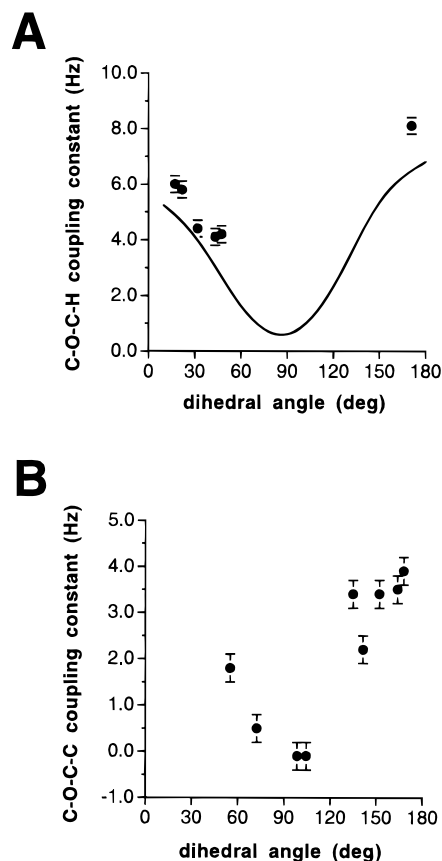 A
C-O-C-H coupling constant (Hz)
10.0
8.0
6.0
4.0
2.0
0.0
0 30 60 90 120 150 180
dihedral angle (deg)
B
C-O-C-C coupling constant (Hz)
5.0
4.0
3.0
2.0
1.0
0.0
-1.0
0 30 60 90 120 150 180
dihedral angle (deg)